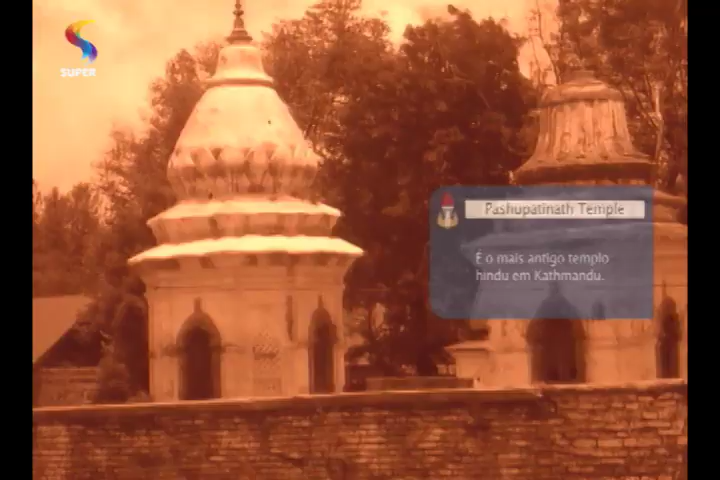 SUPER
Pashupatinath Temple
É o mais antigo templo
hindu em Kathmandu.